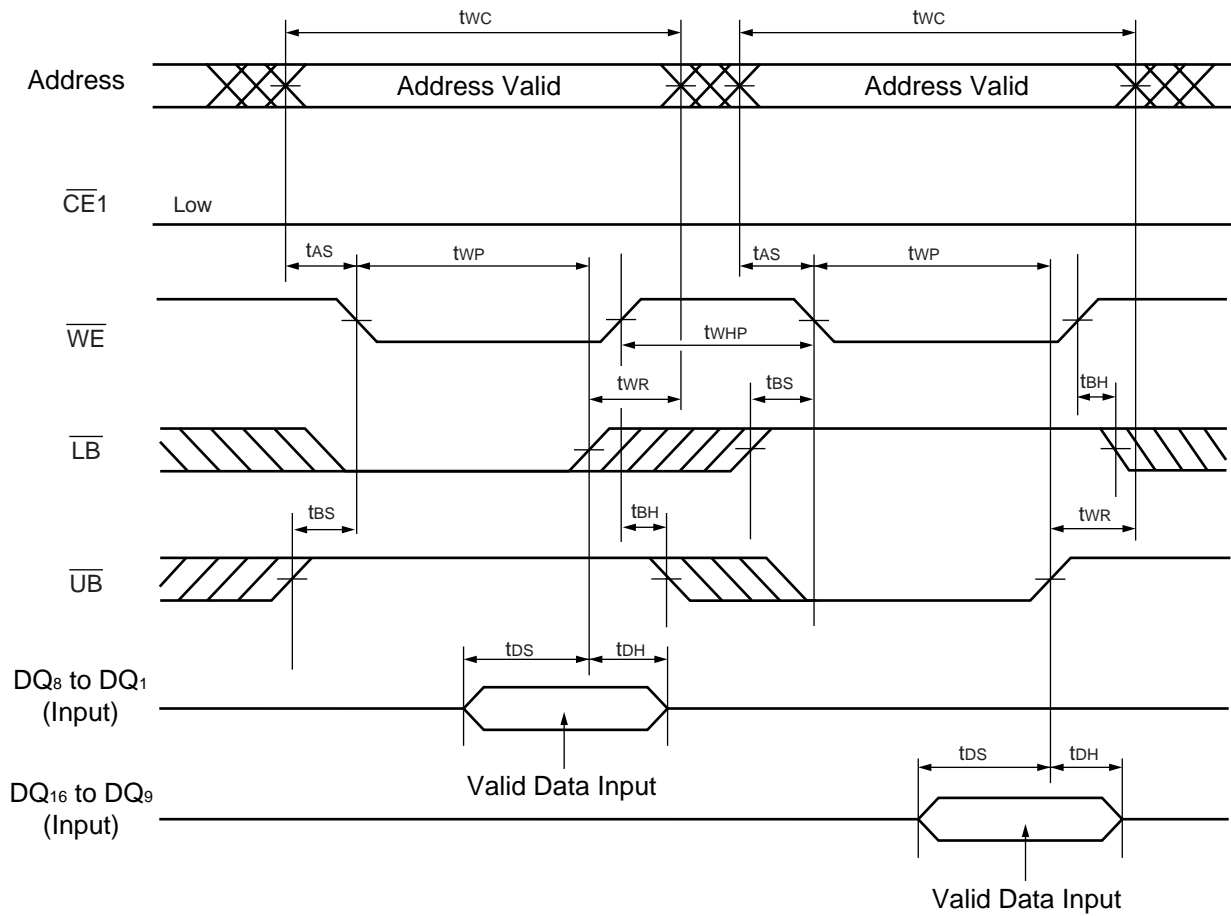 tWC tWC
Address Address Valid Address Valid
CE1 Low
tAS tWP tAS tWP
WE
tWHP
tWR tBS tBH
LB
tBS tBH tWR
UB
tDS tDH
DQ8 to DQ1
(Input)
Valid Data Input
tDS tDH
DQ16 to DQ9
(Input)
Valid Data Input